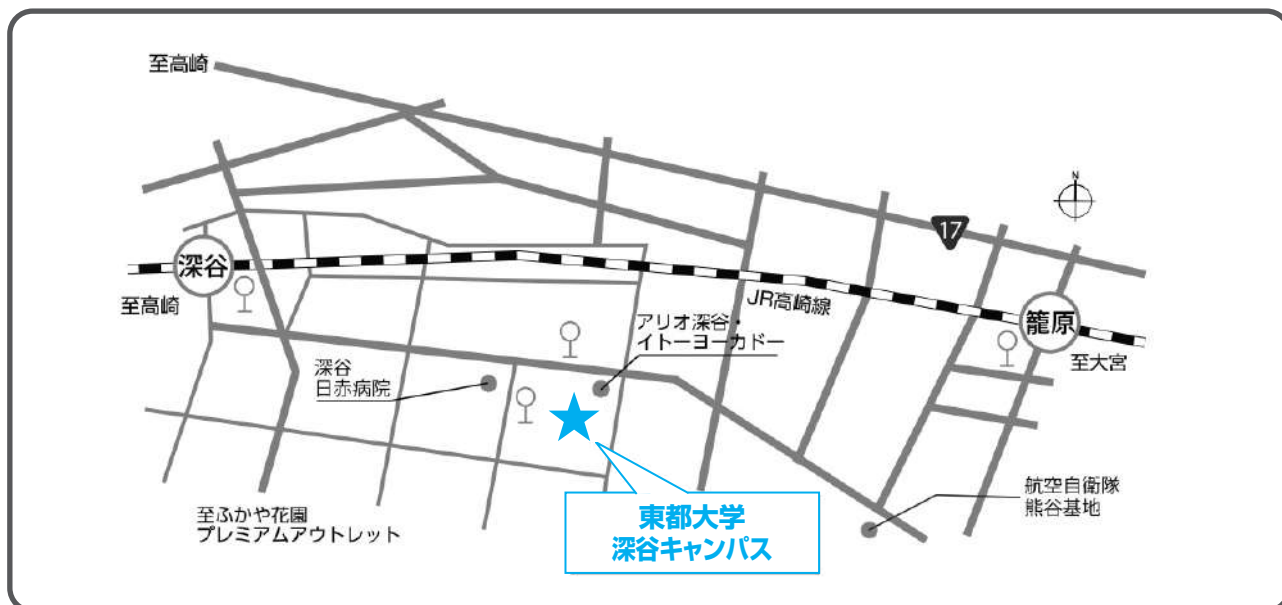 至高崎
N
17
深谷
至高崎
JR高崎線
籠原
至大宮
アリオ深谷・
イトーヨーカドー
深谷
日赤病院
至ふかや花園
プレミアムアウトレット
東都大学
深谷キャンパス
航空自衛隊
熊谷基地